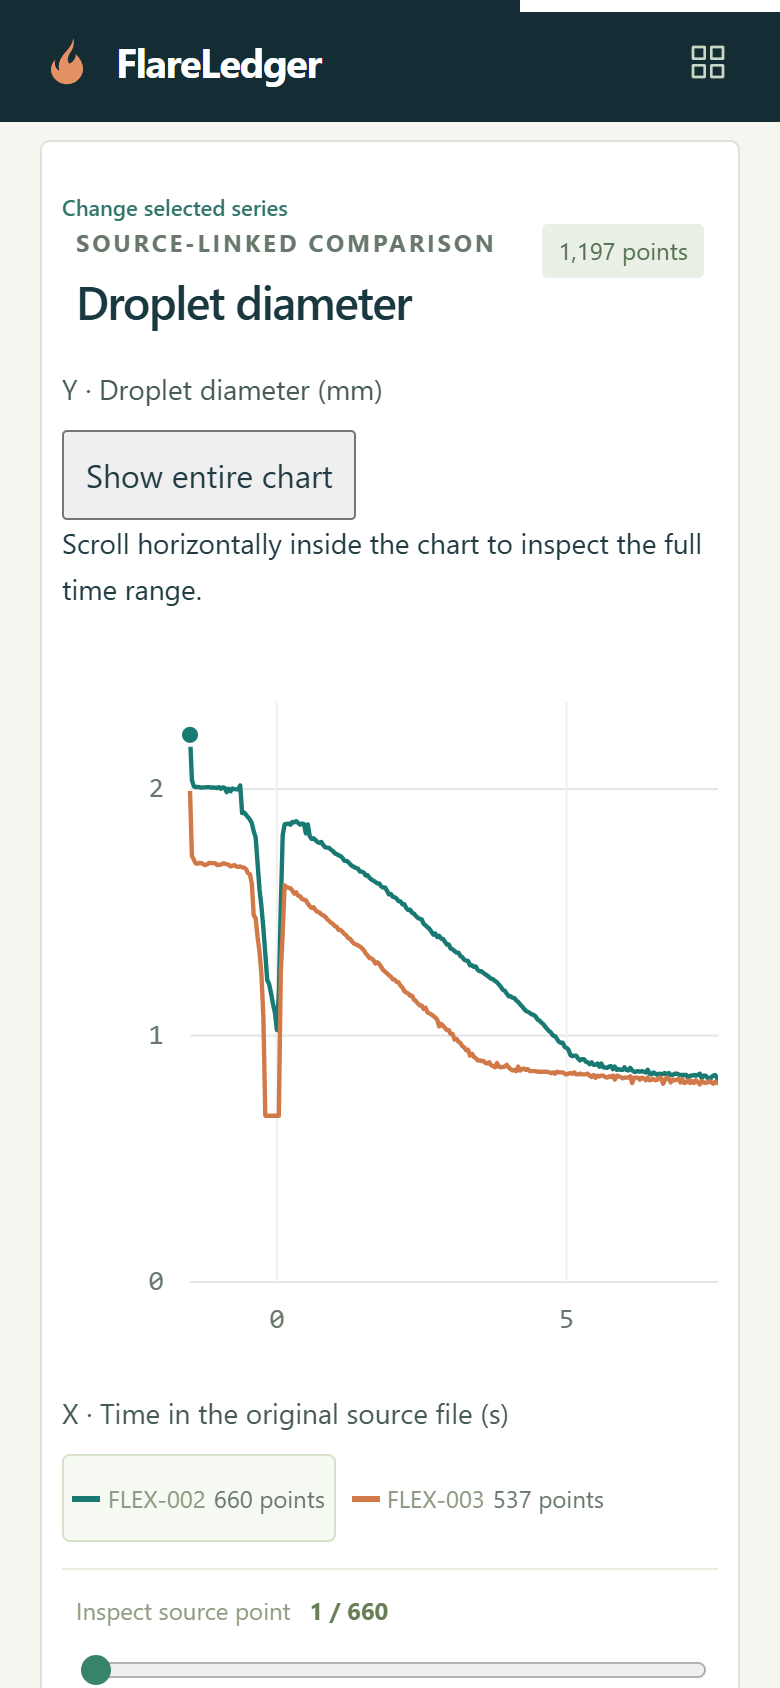 FlareLedger
Change selected series
SOURCE-LINKED COMPARISON
1,197 points
Droplet diameter
Y · Droplet diameter (mm)
Show entire chart
Scroll horizontally inside the chart to inspect the full
time range.
2
1
0
0 5
X · Time in the original source file (s)
FLEX-002 660 points FLEX-003 537 points
Inspect source point 1 / 660